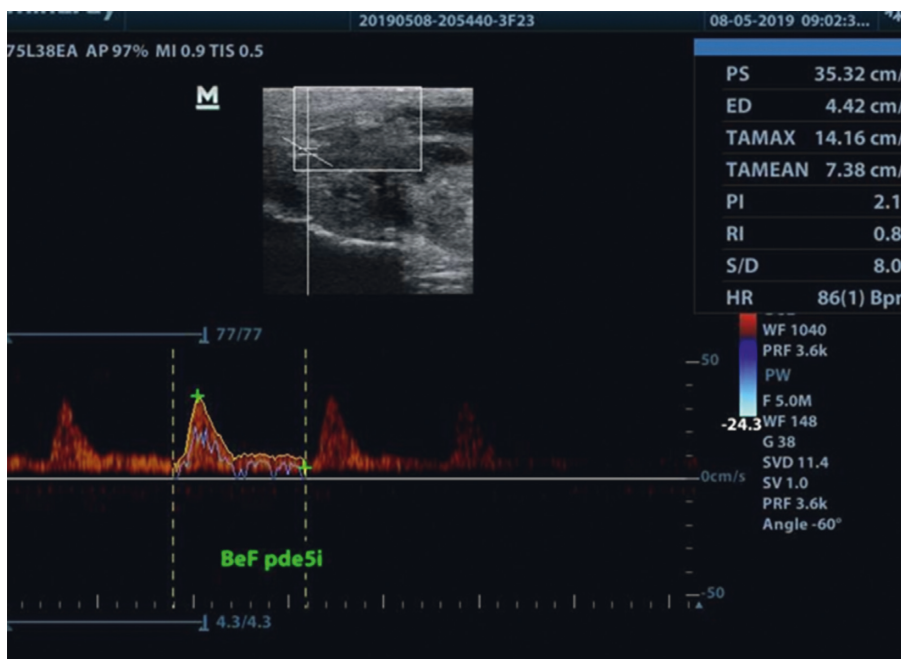 20190508-205440-3F23
08-05-2019 09:02:3...
75L38EA AP 97% MI 0.9 TIS 0.5
M
PS 35.32 cm/
ED 4.42 cm/
TAMAX 14.16 cm/
TAMEAN 7.38 cm/
PI 2.1
RI 0.8
S/D 8.0
HR 86(1) Bpm
77/77
WF 1040
PRF 3.6k
PW
F 5.0M
-24.3
WF 148
G 38
SVD 11.4
SV 1.0
PRF 3.6k
Angle -60°
50
0cm/s
-50
BeF pde5i
4.3/4.3